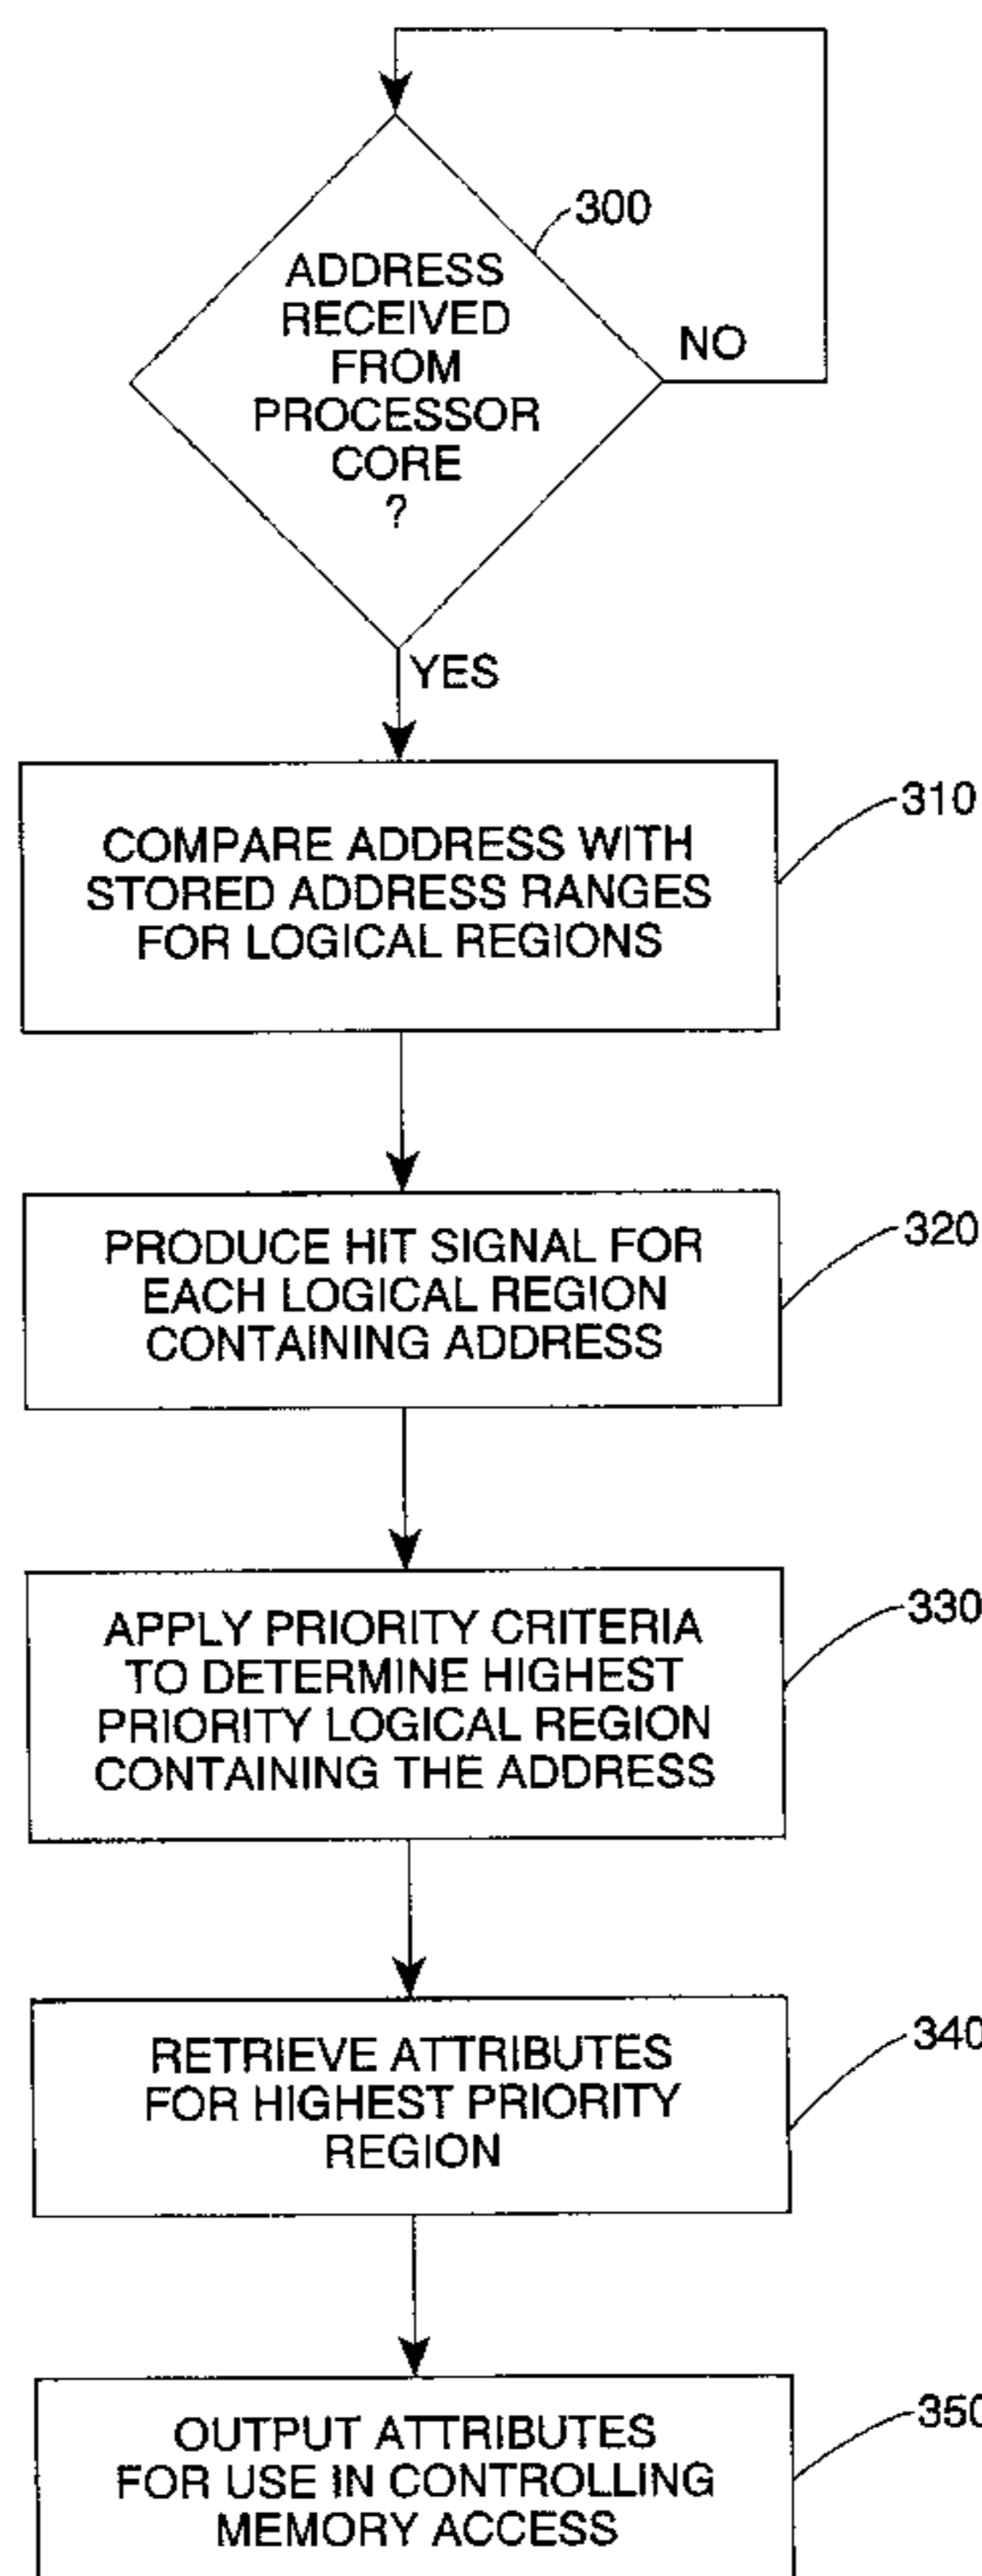 300
ADDRESS
RECEIVED
FROM
PROCESSOR
CORE
?
NO
YES
310
COMPARE ADDRESS WITH
STORED ADDRESS RANGES
FOR LOGICAL REGIONS
320
PRODUCE HIT SIGNAL FOR
EACH LOGICAL REGION
CONTAINING ADDRESS
330
APPLY PRIORITY CRITERIA
TO DETERMINE HIGHEST
PRIORITY LOGICAL REGION
CONTAINING THE ADDRESS
340
RETRIEVE ATTRIBUTES
FOR HIGHEST PRIORITY
REGION
350
OUTPUT ATTRIBUTES
FOR USE IN CONTROLLING
MEMORY ACCESS